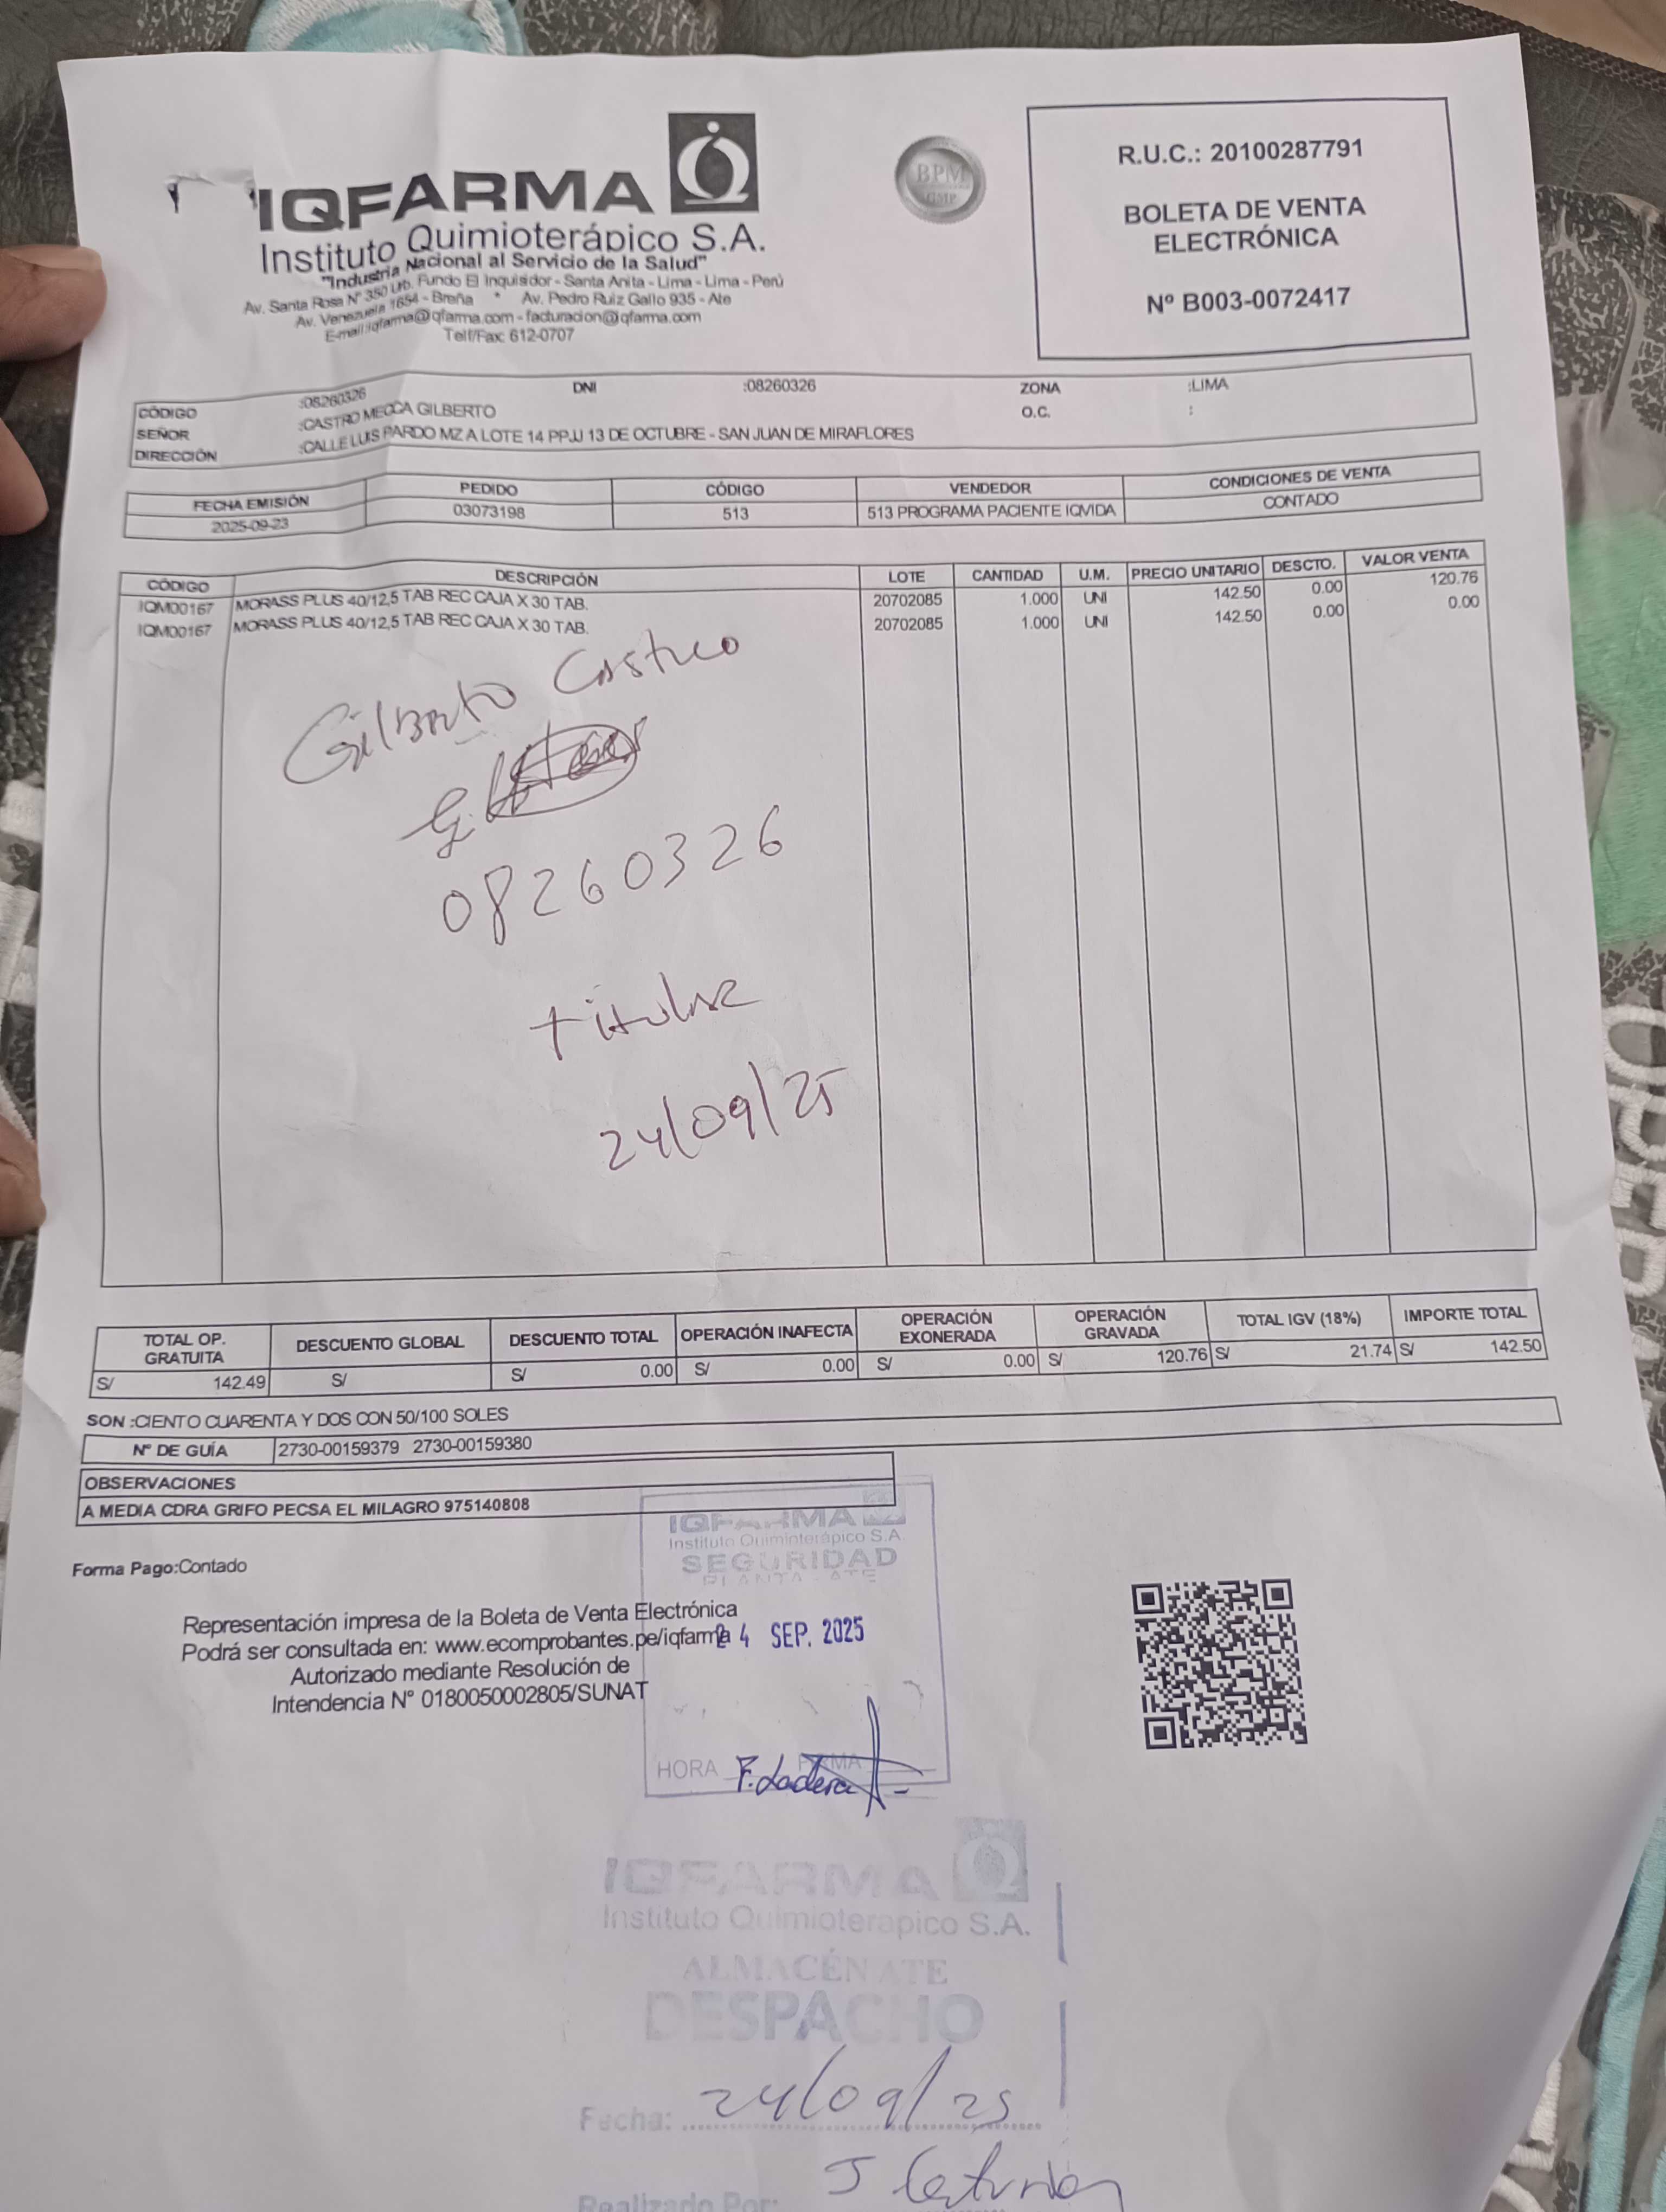 IQFARMA
Instituto Quimioterápico S.A.
"Industria Nacional al Servicio de la Salud"
Av. Santa Rosa N° 350 Urb. Fundo El Inquisidor - Santa Anita - Lima - Lima - Perú
Av. Venezuela 1654 - Breña * Av. Pedro Ruiz Gallo 935 - Ate
E-mail:iqfarma@iqfarma.com - facturacion@iqfarma.com
Telf/Fax: 612-0707
BPM
GMP
R.U.C.: 20100287791
BOLETA DE VENTA
ELECTRÓNICA
Nº B003-0072417
CÓDIGO :08260326 DNI :08260326 ZONA :LIMA
SEÑOR :CASTRO MECCA GILBERTO O.C. :
DIRECCIÓN :CALLE LUIS PARDO MZ A LOTE 14 PPJJ 13 DE OCTUBRE - SAN JUAN DE MIRAFLORES
FECHA EMISIÓN PEDIDO CÓDIGO VENDEDOR CONDICIONES DE VENTA
2025-09-23 03073198 513 513 PROGRAMA PACIENTE IQVIDA CONTADO
CÓDIGO DESCRIPCIÓN LOTE CANTIDAD U.M. PRECIO UNITARIO DESCTO. VALOR VENTA
IQM00167 MORASS PLUS 40/12,5 TAB REC CAJA X 30 TAB. 20702085 1.000 UNI 142.50 0.00 120.76
IQM00167 MORASS PLUS 40/12,5 TAB REC CAJA X 30 TAB. 20702085 1.000 UNI 142.50 0.00 0.00
Gilberto Castro
08260326
titular
24/09/25
TOTAL OP. GRATUITA DESCUENTO GLOBAL DESCUENTO TOTAL OPERACIÓN INAFECTA OPERACIÓN EXONERADA OPERACIÓN GRAVADA TOTAL IGV (18%) IMPORTE TOTAL
S/ 142.49 S/ S/ 0.00 S/ 0.00 S/ 0.00 S/ 120.76 S/ 21.74 S/ 142.50
SON :CIENTO CUARENTA Y DOS CON 50/100 SOLES
Nº DE GUÍA 2730-00159379 2730-00159380
OBSERVACIONES
A MEDIA CDRA GRIFO PECSA EL MILAGRO 975140808
Forma Pago:Contado
IQFARMA
Instituto Quimioterápico S.A.
SEGURIDAD
PLANTA - ATE
24 SEP. 2025
HORA FIRMA
F. Ladera
Representación impresa de la Boleta de Venta Electrónica
Podrá ser consultada en: www.ecomprobantes.pe/iqfarma
Autorizado mediante Resolución de
Intendencia N° 0180050002805/SUNAT
IQFARMA
Instituto Quimioterapico S.A.
ALMACÉN ATE
DESPACHO
Fecha: 24/09/25
Realizado Por: J